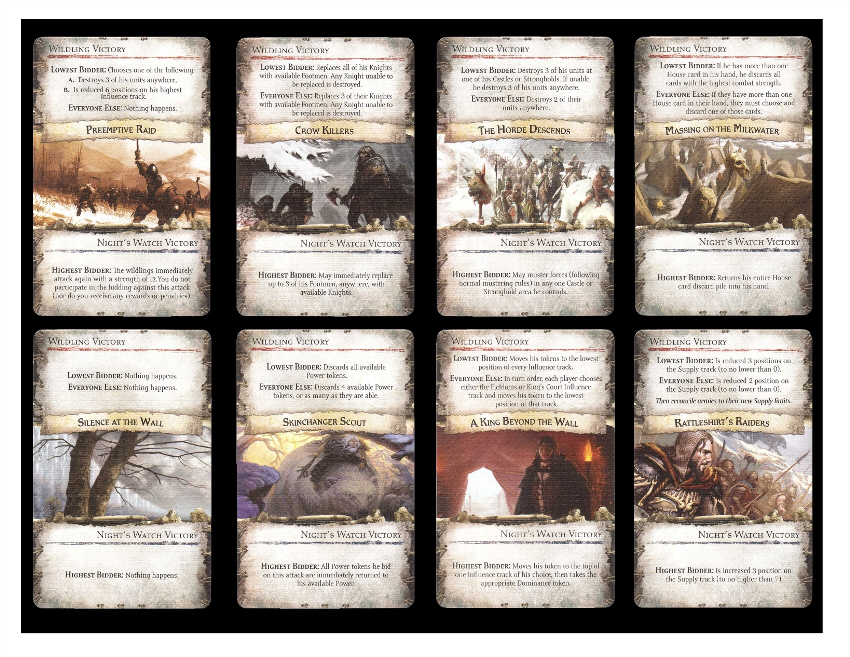 WILDLING VICTORY
LOWEST BIDDER: Chooses one of the following:
A. Destroys 3 of his units anywhere.
B. Is reduced 6 positions on his highest
influence track.
EVERYONE ELSE: Nothing happens.
PREEMPTIVE RAID
NIGHT'S WATCH VICTORY
HIGHEST BIDDER: The wildlings immediately
attack again with a strength of 12. You do not
participate in the bidding against this attack
(nor do you receive any rewards or penalties).
WILDLING VICTORY
LOWEST BIDDER: Replaces all of his Knights
with available Footmen. Any Knight unable to
be replaced is destroyed.
EVERYONE ELSE: Replaces 3 of their Knights
with available Footmen. Any Knight unable to
be replaced is destroyed.
CROW KILLERS
NIGHT'S WATCH VICTORY
HIGHEST BIDDER: May immediately replace
up to 3 of his Footmen, anywhere, with
available Knights.
WILDLING VICTORY
LOWEST BIDDER: Destroys 3 of his units at
one of his Castles or Strongholds. If unable
he destroys 3 of his units anywhere.
EVERYONE ELSE: Destroys 2 of their
units anywhere.
THE HORDE DESCENDS
NIGHT'S WATCH VICTORY
HIGHEST BIDDER: May muster forces (following
normal mustering rules) in any one Castle or
Stronghold area he controls.
WILDLING VICTORY
LOWEST BIDDER: If he has more than one
House card in his hand, he discards all
cards with the highest combat strength.
EVERYONE ELSE: If they have more than one
House card in their hand, they must choose and
discard one of those cards.
MASSING ON THE MILKWATER
NIGHT'S WATCH VICTORY
HIGHEST BIDDER: Returns his entire House
card discard pile into his hand.
WILDLING VICTORY
LOWEST BIDDER: Nothing happens.
EVERYONE ELSE: Nothing happens.
SILENCE AT THE WALL
NIGHT'S WATCH VICTORY
HIGHEST BIDDER: Nothing happens.
WILDLING VICTORY
LOWEST BIDDER: Discards all available
Power tokens.
EVERYONE ELSE: Discards 4 available Power
tokens, or as many as they are able.
SKINCHANGER SCOUT
NIGHT'S WATCH VICTORY
HIGHEST BIDDER: All Power tokens he bid
on this attack are immediately returned to
his available Power.
WILDLING VICTORY
LOWEST BIDDER: Moves his tokens to the lowest
position of every influence track.
EVERYONE ELSE: In turn order, each player chooses
either the Fiefdoms or King's Court Influence
track and moves his token to the lowest
position of that track.
A KING BEYOND THE WALL
NIGHT'S WATCH VICTORY
HIGHEST BIDDER: Moves his token to the top of
one influence track of his choice, then takes the
appropriate Dominance token.
WILDLING VICTORY
LOWEST BIDDER: Is reduced 3 positions on
the Supply track (to no lower than 0).
EVERYONE ELSE: Is reduced 2 position on
the Supply track (to no lower than 0).
Then reconcile armies to their new Supply limits.
RATTLESHIRT'S RAIDERS
NIGHT'S WATCH VICTORY
HIGHEST BIDDER: Is increased 3 position on
the Supply track (to no higher than 7).